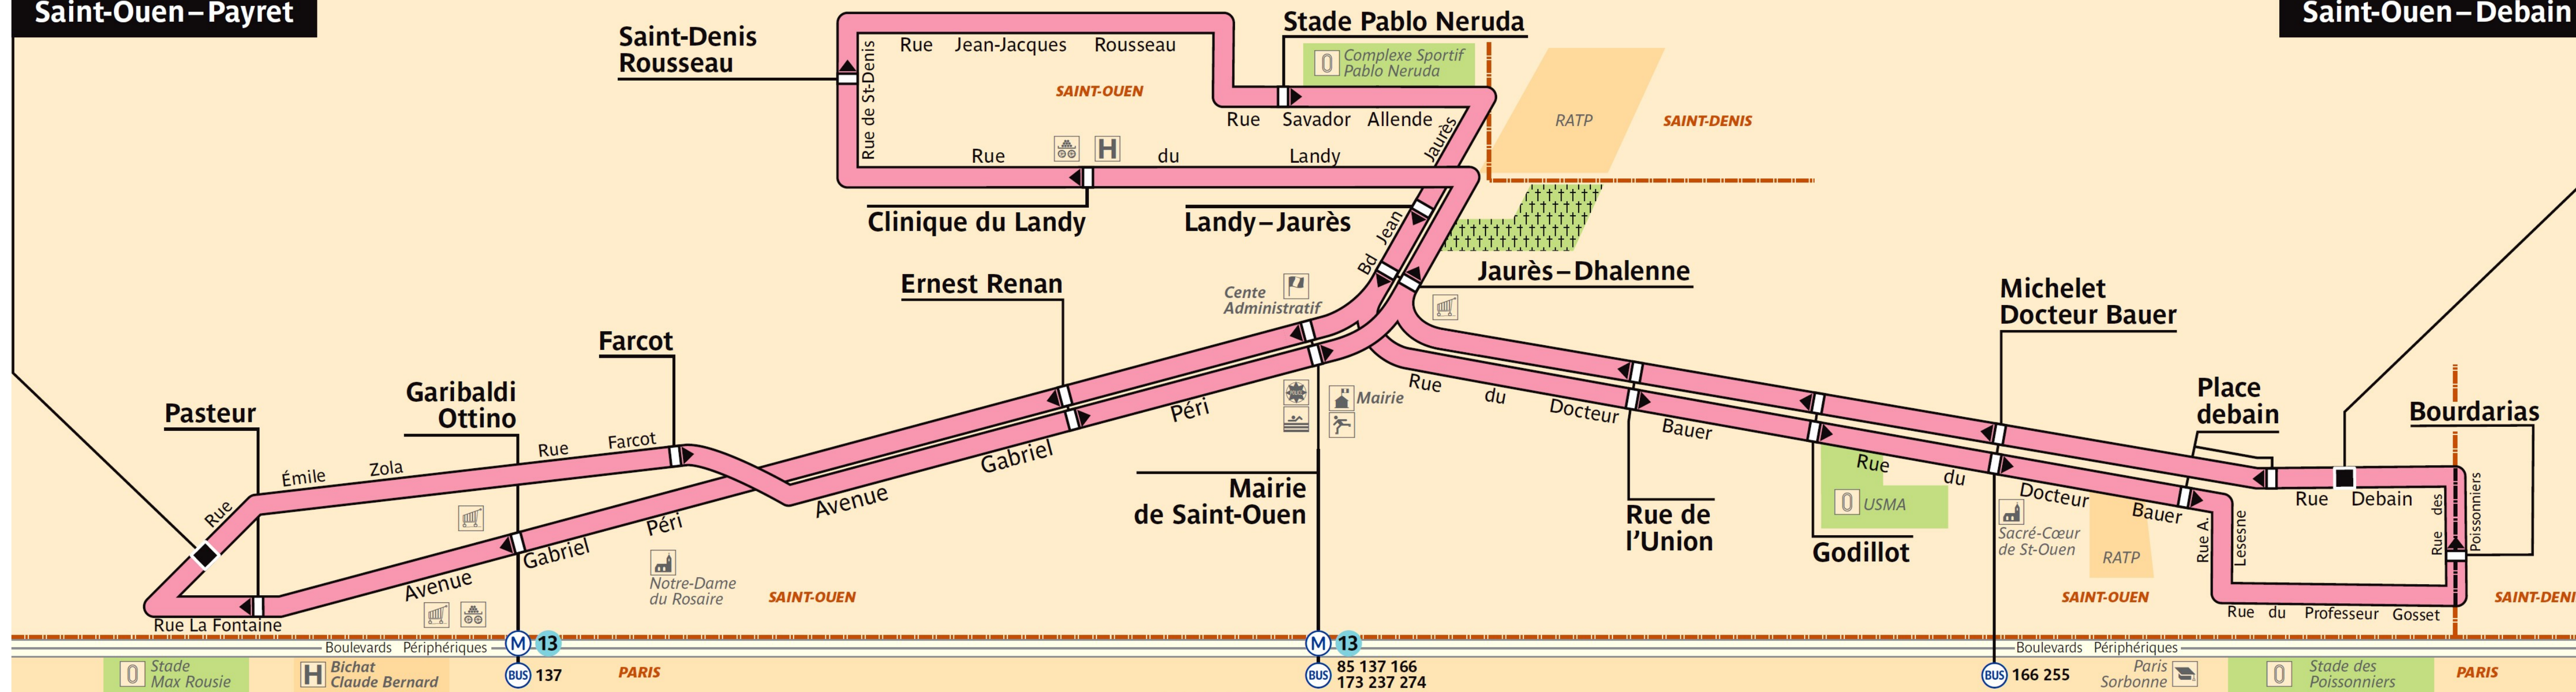 Saint-Ouen–Payret
Saint-Ouen–Debain
Stade Pablo Neruda
Saint-Denis
Rousseau
Rue Jean-Jacques Rousseau
Rue de St-Denis
Complexe Sportif
Pablo Neruda
SAINT-OUEN
Rue Savador Allende
RATP
SAINT-DENIS
Rue du Landy
Clinique du Landy
Landy–Jaurès
Bd Jean Jaurès
Jaurès–Dhalenne
Ernest Renan
Cente
Administratif
Michelet
Docteur Bauer
Farcot
Garibaldi
Ottino
Pasteur
Place
debain
Bourdarias
Mairie
Rue Émile Zola
Rue Farcot
Avenue Gabriel Péri
Avenue Gabriel Péri
Rue du Docteur Bauer
Rue du Docteur Bauer
Mairie
de Saint-Ouen
Rue de
l'Union
Godillot
USMA
Sacré-Cœur
de St-Ouen
RATP
Rue A. Lesesne
Rue Debain
Rue des Poissonniers
Notre-Dame
du Rosaire
SAINT-OUEN
SAINT-OUEN
SAINT-DENI
Rue du Professeur Gosset
Rue La Fontaine
Boulevards Périphériques
M 13
M 13
Boulevards Périphériques
Stade
Max Rousie
H Bichat
Claude Bernard
BUS 137
PARIS
BUS 85 137 166
173 237 274
BUS 166 255
Paris
Sorbonne
Stade des
Poissonniers
PARIS
H